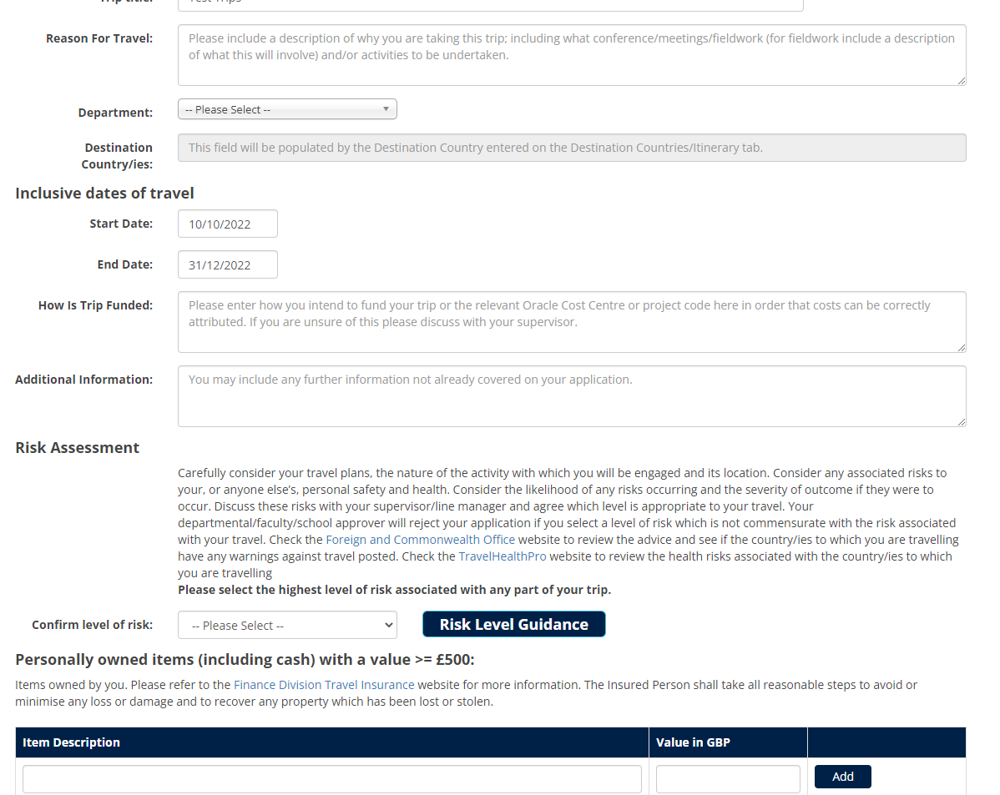 Trip title:
Test Trips
Reason For Travel:
Please include a description of why you are taking this trip; including what conference/meetings/fieldwork (for fieldwork include a description
of what this will involve) and/or activities to be undertaken.
Department:
-- Please Select --
Destination
Country/ies:
This field will be populated by the Destination Country entered on the Destination Countries/Itinerary tab.
Inclusive dates of travel
Start Date:
10/10/2022
End Date:
31/12/2022
How Is Trip Funded:
Please enter how you intend to fund your trip or the relevant Oracle Cost Centre or project code here in order that costs can be correctly
attributed. If you are unsure of this please discuss with your supervisor.
Additional Information:
You may include any further information not already covered on your application.
Risk Assessment
Carefully consider your travel plans, the nature of the activity with which you will be engaged and its location. Consider any associated risks to
your, or anyone else’s, personal safety and health. Consider the likelihood of any risks occurring and the severity of outcome if they were to
occur. Discuss these risks with your supervisor/line manager and agree which level is appropriate to your travel. Your
departmental/faculty/school approver will reject your application if you select a level of risk which is not commensurate with the risk associated
with your travel. Check the Foreign and Commonwealth Office website to review the advice and see if the country/ies to which you are travelling
have any warnings against travel posted. Check the TravelHealthPro website to review the health risks associated with the country/ies to which
you are travelling
Please select the highest level of risk associated with any part of your trip.
Confirm level of risk:
-- Please Select --
Risk Level Guidance
Personally owned items (including cash) with a value >= £500:
Items owned by you. Please refer to the Finance Division Travel Insurance website for more information. The Insured Person shall take all reasonable steps to avoid or
minimise any loss or damage and to recover any property which has been lost or stolen.
Item Description
Value in GBP
Add